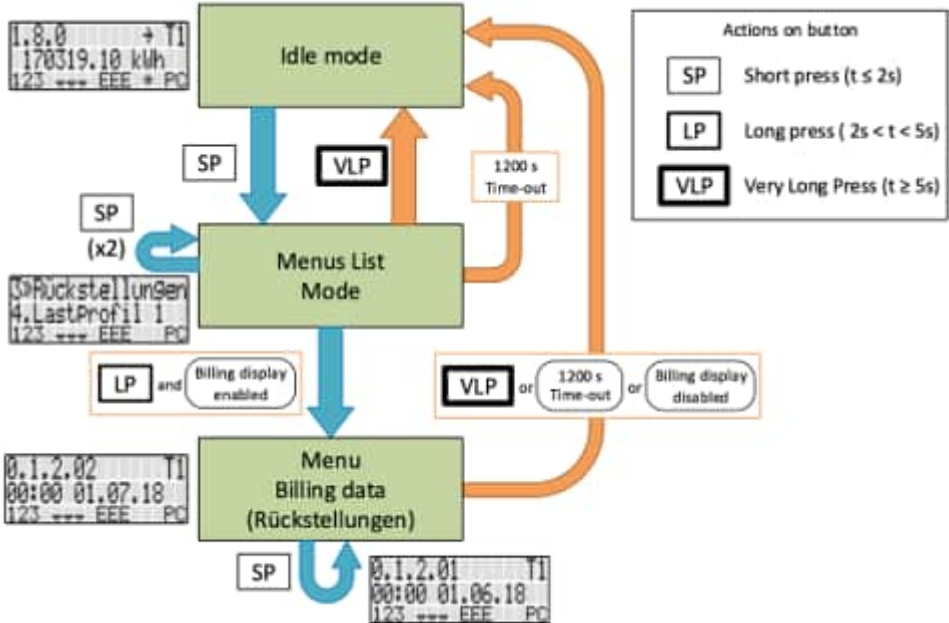 1.8.0 → T1
170319.10 kWh
123 EEE * PC
Idle mode
Actions on button
SP Short press (t ≤ 2s)
LP Long press ( 2s < t < 5s)
VLP Very Long Press (t ≥ 5s)
SP
VLP
1200 s
Time-out
SP
(x2)
Menus List
Mode
3»Rückstellungen
4.LastProfil 1
123 EEE PC
LP and Billing display
enabled
VLP or 1200 s
Time-out or Billing display
disabled
0.1.2.02 T1
00:00 01.07.18
123 EEE PC
Menu
Billing data
(Rückstellungen)
SP
0.1.2.01 T1
00:00 01.06.18
123 EEE PC